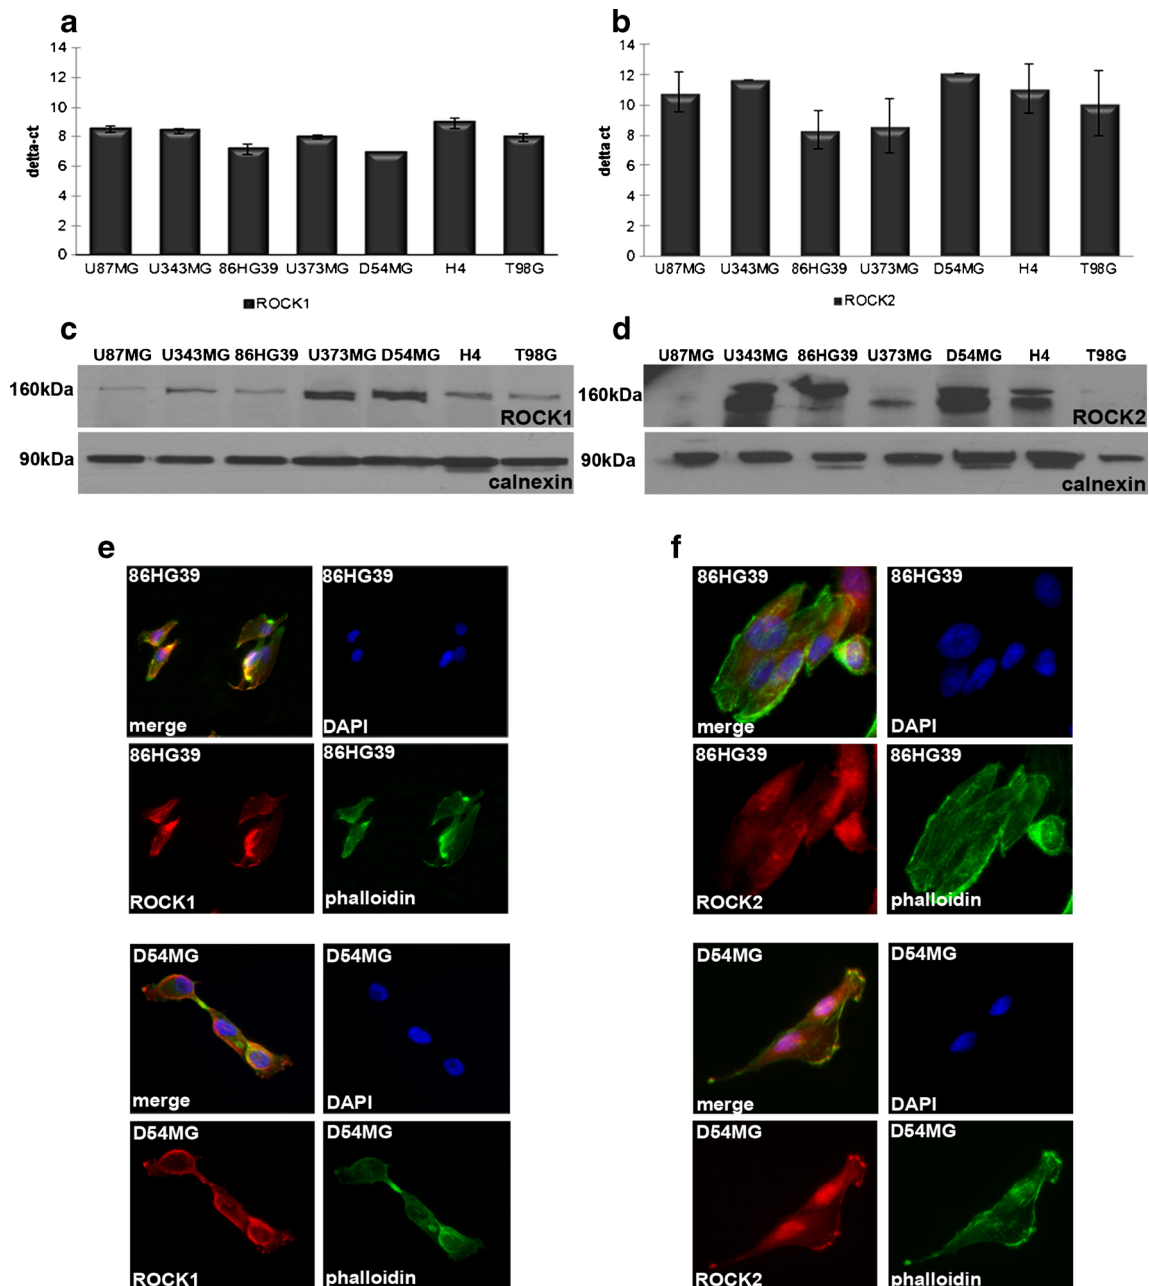 a
14
12
10
8
6
4
2
0
delta-ct
U87MG U343MG 86HG39 U373MG D54MG H4 T98G
ROCK1
b
14
12
10
8
6
4
2
0
delta ct
U87MG U343MG 86HG39 U373MG D54MG H4 T98G
ROCK2
c
U87MG U343MG 86HG39 U373MG D54MG H4 T98G
160kDa
ROCK1
90kDa
calnexin
d
U87MG U343MG 86HG39 U373MG D54MG H4 T98G
160kDa
ROCK2
90kDa
calnexin
e
86HG39 86HG39
merge DAPI
86HG39 86HG39
ROCK1 phalloidin
D54MG D54MG
merge DAPI
D54MG D54MG
ROCK1 phalloidin
f
86HG39 86HG39
merge DAPI
86HG39 86HG39
ROCK2 phalloidin
D54MG D54MG
merge DAPI
D54MG D54MG
ROCK2 phalloidin